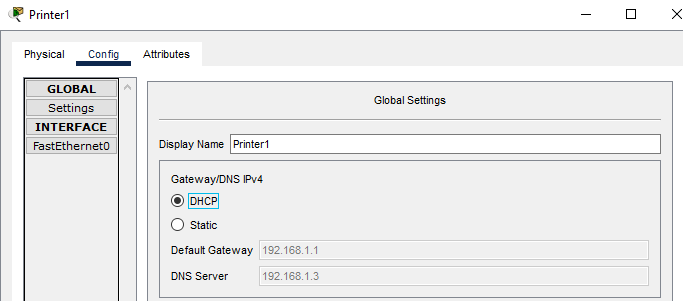 Printer1
Physical Config Attributes
GLOBAL
Settings
INTERFACE
FastEthernet0
Global Settings
Display Name Printer1
Gateway/DNS IPv4
DHCP
Static
Default Gateway 192.168.1.1
DNS Server 192.168.1.3